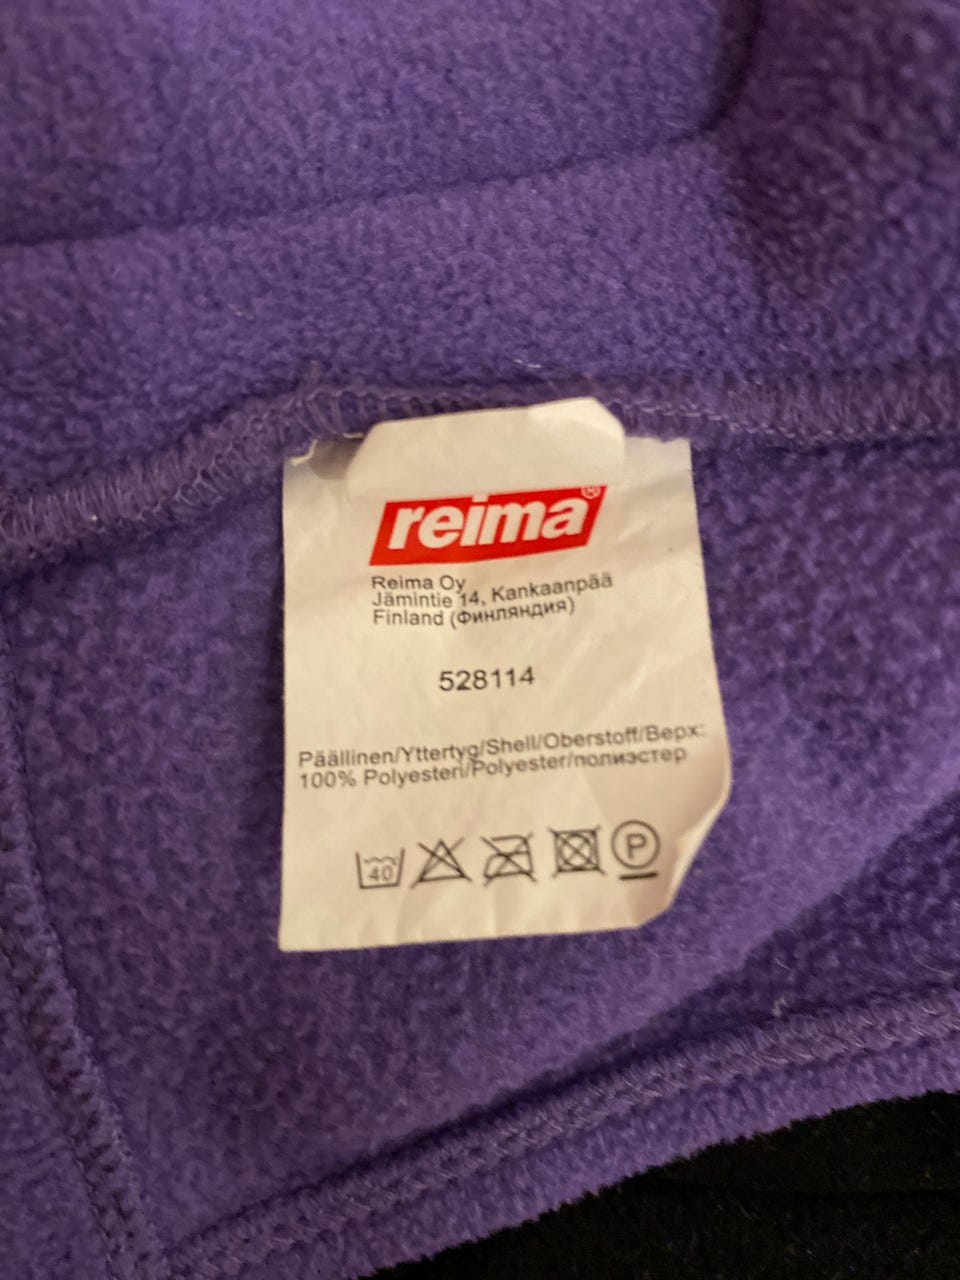 reima®
Reima Oy
Jämintie 14, Kankaanpää
Finland (Финляндия)
528114
Päällinen/Yttertyg/Shell/Oberstoff/Верх:
100% Polyesteri/Polyester/полиэстер
40 P